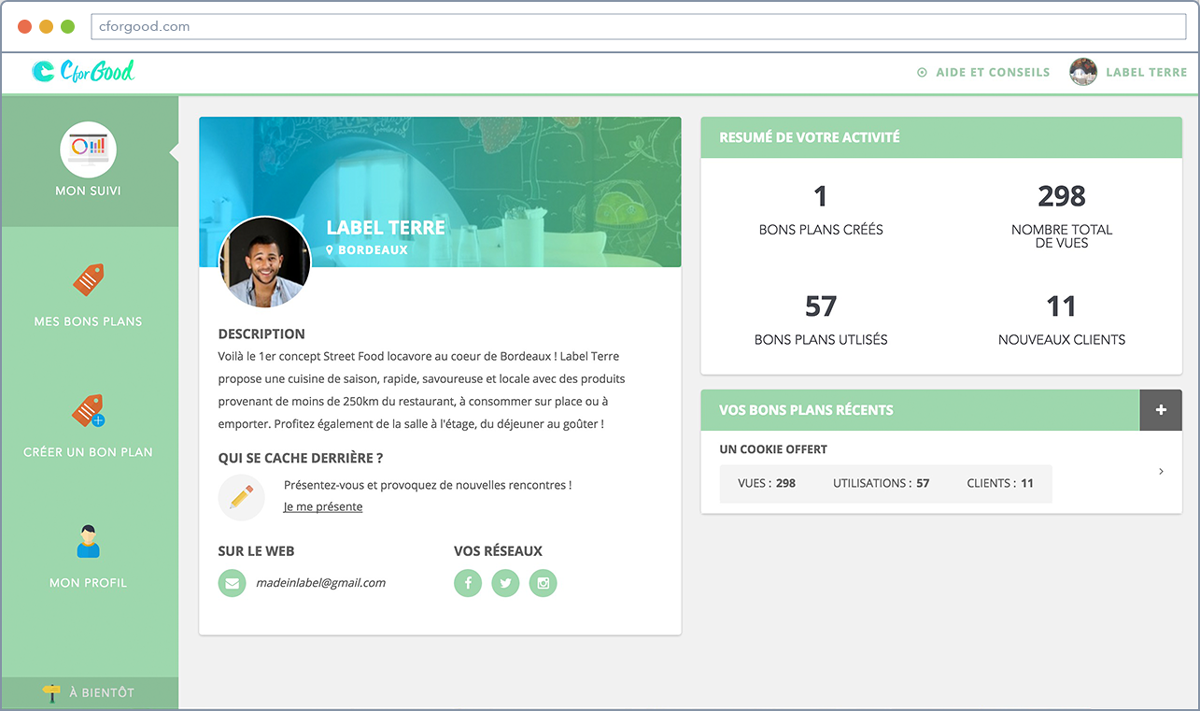 cforgood.com
CforGood
AIDE ET CONSEILS
LABEL TERRE
MON SUIVI
MES BONS PLANS
CRÉER UN BON PLAN
MON PROFIL
À BIENTÔT
LABEL TERRE
BORDEAUX
DESCRIPTION
Voilà le 1er concept Street Food locavore au coeur de Bordeaux ! Label Terre
propose une cuisine de saison, rapide, savoureuse et locale avec des produits
provenant de moins de 250km du restaurant, à consommer sur place ou à
emporter. Profitez également de la salle à l'étage, du déjeuner au goûter !
QUI SE CACHE DERRIÈRE ?
Présentez-vous et provoquez de nouvelles rencontres !
Je me présente
SUR LE WEB
madeinlabel@gmail.com
VOS RÉSEAUX
RESUMÉ DE VOTRE ACTIVITÉ
1
BONS PLANS CRÉÉS
298
NOMBRE TOTAL
DE VUES
57
BONS PLANS UTLISÉS
11
NOUVEAUX CLIENTS
VOS BONS PLANS RÉCENTS
+
UN COOKIE OFFERT
VUES : 298 UTILISATIONS : 57 CLIENTS : 11